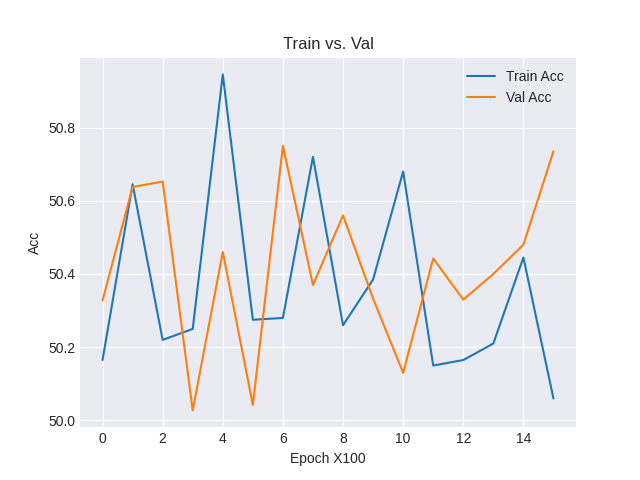 Train vs. Val
Train Acc
Val Acc
50.8
50.6
50.4
50.2
50.0
Acc
0 2 4 6 8 10 12 14
Epoch X100